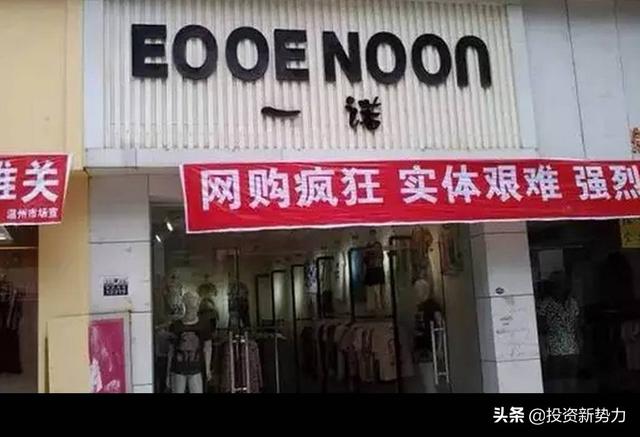 EOOENOON
一诺
难关
温州市场宣
网购疯狂 实体艰难 强烈
头条 @投资新势力